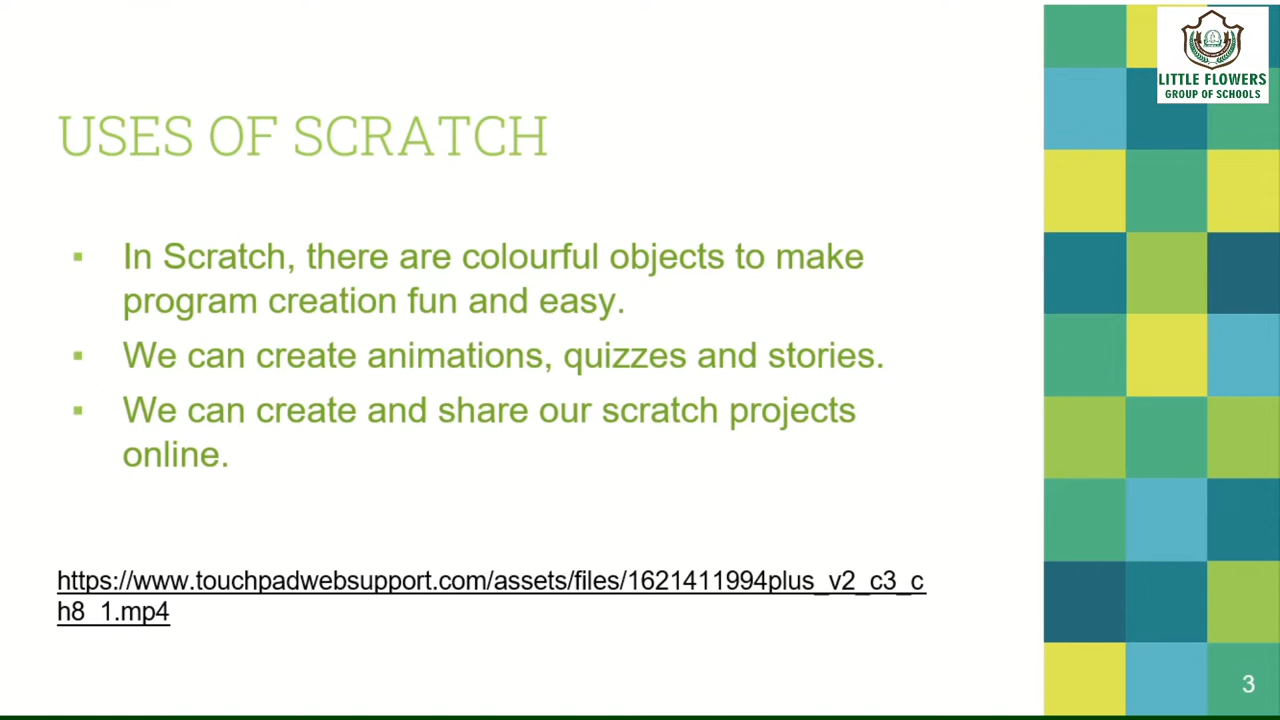 LITTLE FLOWERS
GROUP OF SCHOOLS
USES OF SCRATCH
▪ In Scratch, there are colourful objects to make
program creation fun and easy.
▪ We can create animations, quizzes and stories.
▪ We can create and share our scratch projects
online.
https://www.touchpadwebsupport.com/assets/files/1621411994plus_v2_c3_c
h8_1.mp4
3